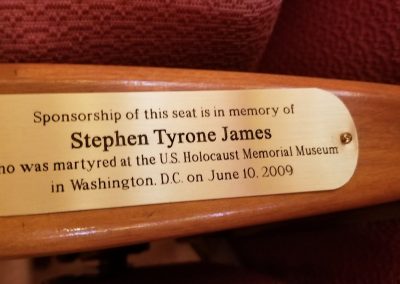 Sponsorship of this seat is in memory of
Stephen Tyrone James
ho was martyred at the U.S. Holocaust Memorial Museum
in Washington, D.C. on June 10, 2009